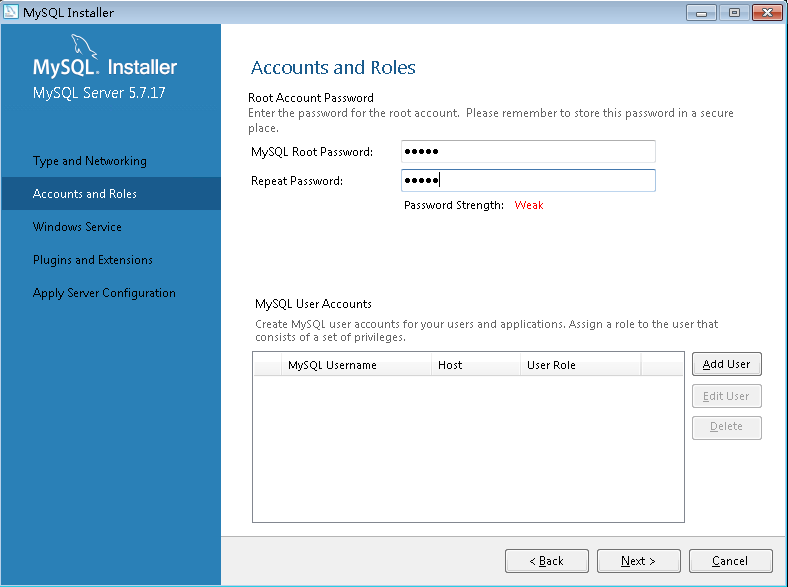 MySQL Installer
MySQL® Installer
MySQL Server 5.7.17
Type and Networking
Accounts and Roles
Windows Service
Plugins and Extensions
Apply Server Configuration
Accounts and Roles
Root Account Password
Enter the password for the root account. Please remember to store this password in a secure
place.
MySQL Root Password: ●●●●●
Repeat Password: ●●●●●
Password Strength: Weak
MySQL User Accounts
Create MySQL user accounts for your users and applications. Assign a role to the user that
consists of a set of privileges.
MySQL Username Host User Role
Add User
Edit User
Delete
< Back Next > Cancel